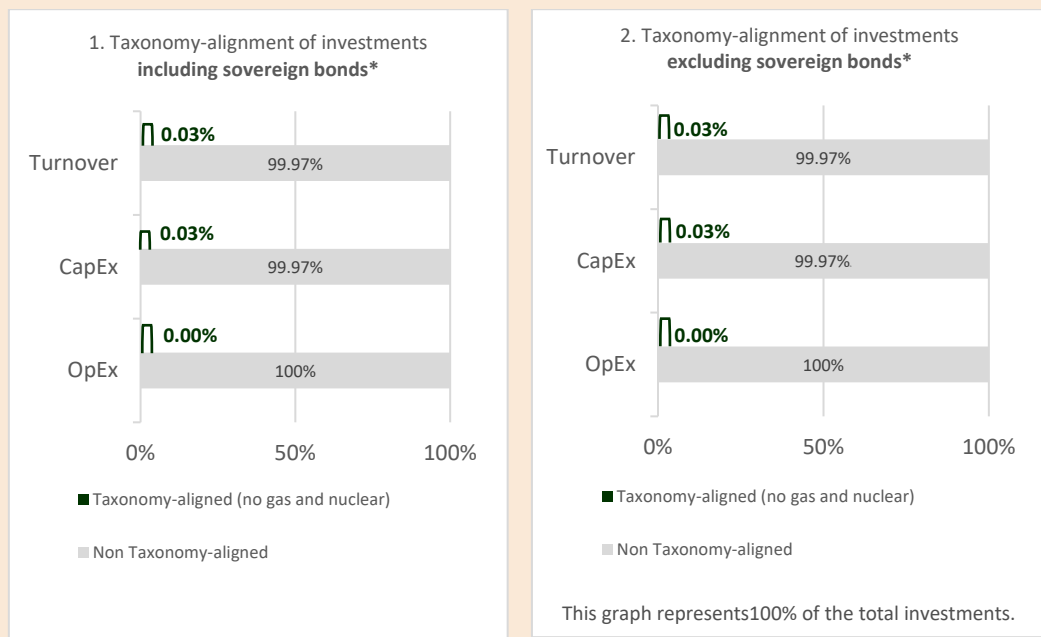 1. Taxonomy-alignment of investments
including sovereign bonds*
Turnover
0.03%
99.97%
CapEx
0.03%
99.97%
OpEx
0.00%
100%
0%
50%
100%
Taxonomy-aligned (no gas and nuclear)
Non Taxonomy-aligned
2. Taxonomy-alignment of investments
excluding sovereign bonds*
Turnover
0.03%
99.97%
CapEx
0.03%
99.97%
OpEx
0.00%
100%
0%
50%
100%
Taxonomy-aligned (no gas and nuclear)
Non Taxonomy-aligned
This graph represents100% of the total investments.